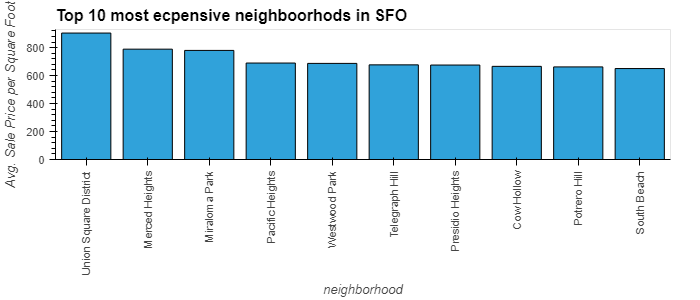 Top 10 most ecpensive neighboorhods in SFO
Avg. Sale Price per Square Foot
800
600
400
200
0
Union Square District
Merced Heights
Miraloma Park
Pacific Heights
Westwood Park
Telegraph Hill
Presidio Heights
Cow Hollow
Potrero Hill
South Beach
neighborhood